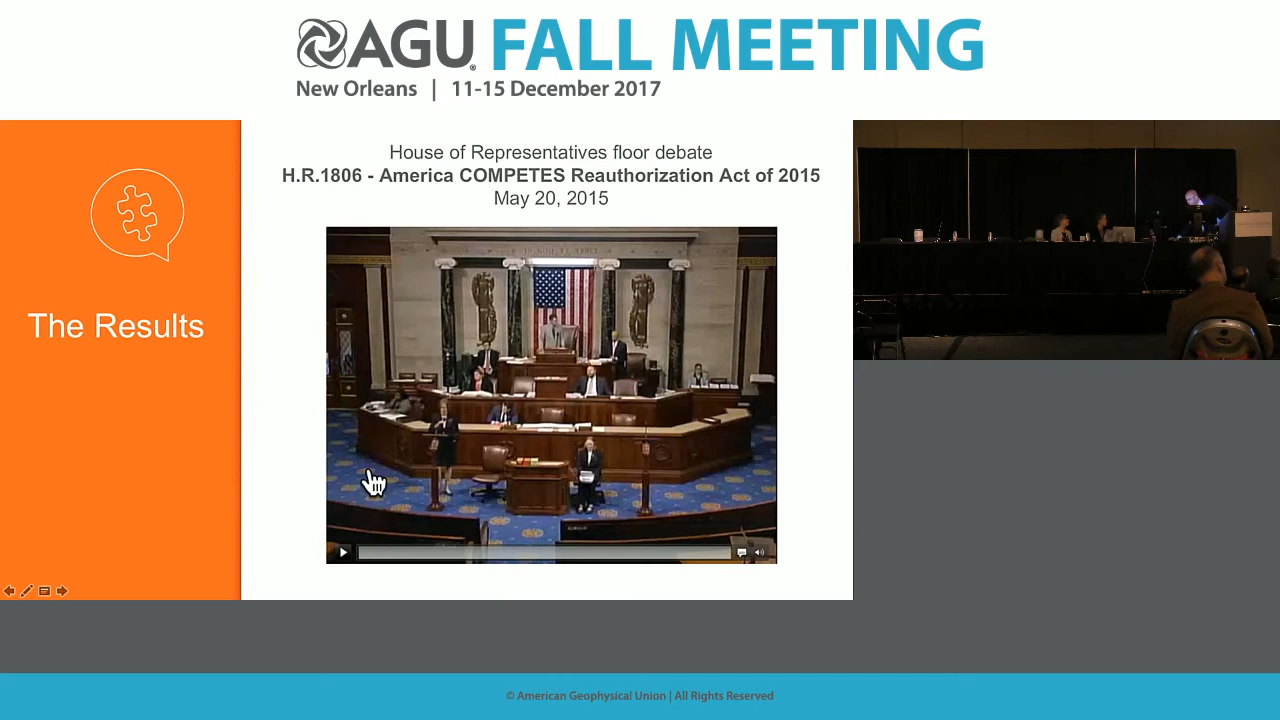 AGU FALL MEETING
New Orleans | 11-15 December 2017
House of Representatives floor debate
H.R.1806 - America COMPETES Reauthorization Act of 2015
May 20, 2015
The Results
© American Geophysical Union | All Rights Reserved